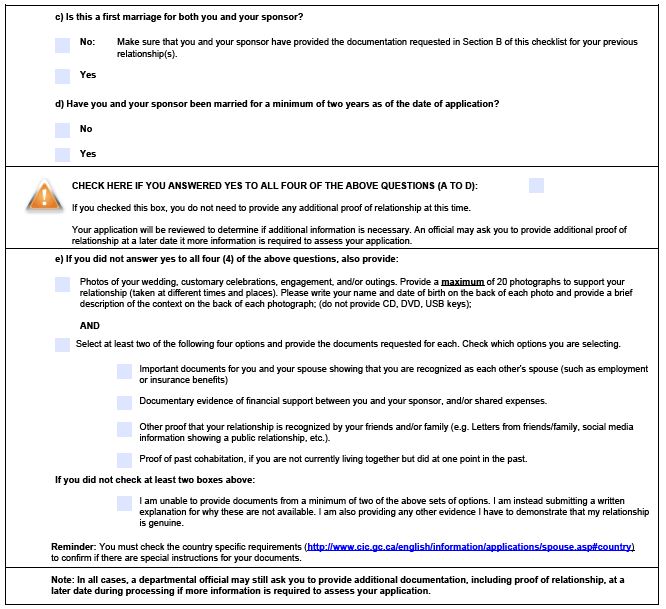 c) Is this a first marriage for both you and your sponsor?
No: Make sure that you and your sponsor have provided the documentation requested in Section B of this checklist for your previous
relationship(s).
Yes
d) Have you and your sponsor been married for a minimum of two years as of the date of application?
No
Yes
CHECK HERE IF YOU ANSWERED YES TO ALL FOUR OF THE ABOVE QUESTIONS (A TO D):
If you checked this box, you do not need to provide any additional proof of relationship at this time.
Your application will be reviewed to determine if additional information is necessary. An official may ask you to provide additional proof of
relationship at a later date it more information is required to assess your application.
e) If you did not answer yes to all four (4) of the above questions, also provide:
Photos of your wedding, customary celebrations, engagement, and/or outings. Provide a maximum of 20 photographs to support your
relationship (taken at different times and places). Please write your name and date of birth on the back of each photo and provide a brief
description of the context on the back of each photograph; (do not provide CD, DVD, USB keys);
AND
Select at least two of the following four options and provide the documents requested for each. Check which options you are selecting.
Important documents for you and your spouse showing that you are recognized as each other's spouse (such as employment
or insurance benefits)
Documentary evidence of financial support between you and your sponsor, and/or shared expenses.
Other proof that your relationship is recognized by your friends and/or family (e.g. Letters from friends/family, social media
information showing a public relationship, etc.).
Proof of past cohabitation, if you are not currently living together but did at one point in the past.
If you did not check at least two boxes above:
I am unable to provide documents from a minimum of two of the above sets of options. I am instead submitting a written
explanation for why these are not available. I am also providing any other evidence I have to demonstrate that my relationship
is genuine.
Reminder: You must check the country specific requirements (http://www.cic.gc.ca/english/information/applications/spouse.asp#country)
to confirm if there are special instructions for your documents.
Note: In all cases, a departmental official may still ask you to provide additional documentation, including proof of relationship, at a
later date during processing if more information is required to assess your application.